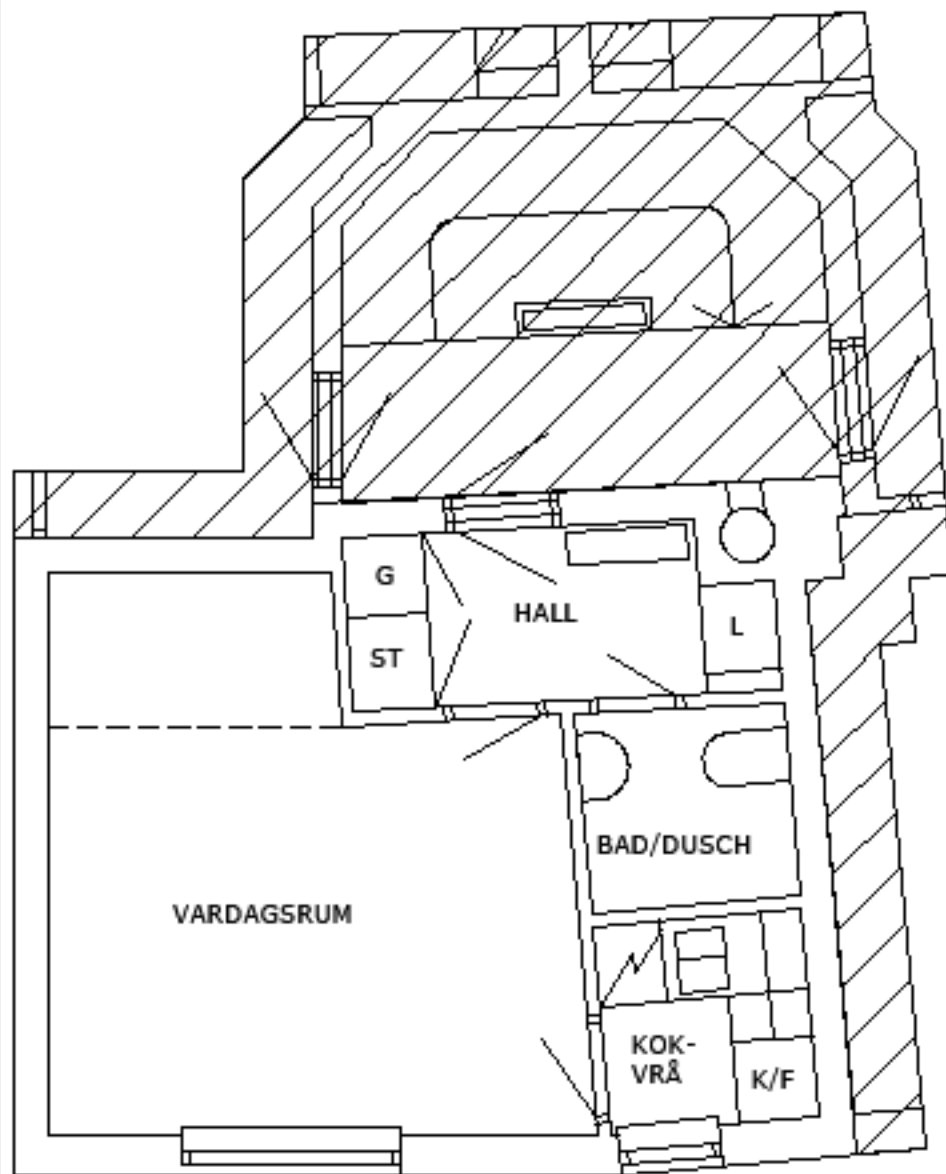 G
HALL
L
ST
BAD/DUSCH
VARDAGSRUM
KOK-
VRÅ
K/F